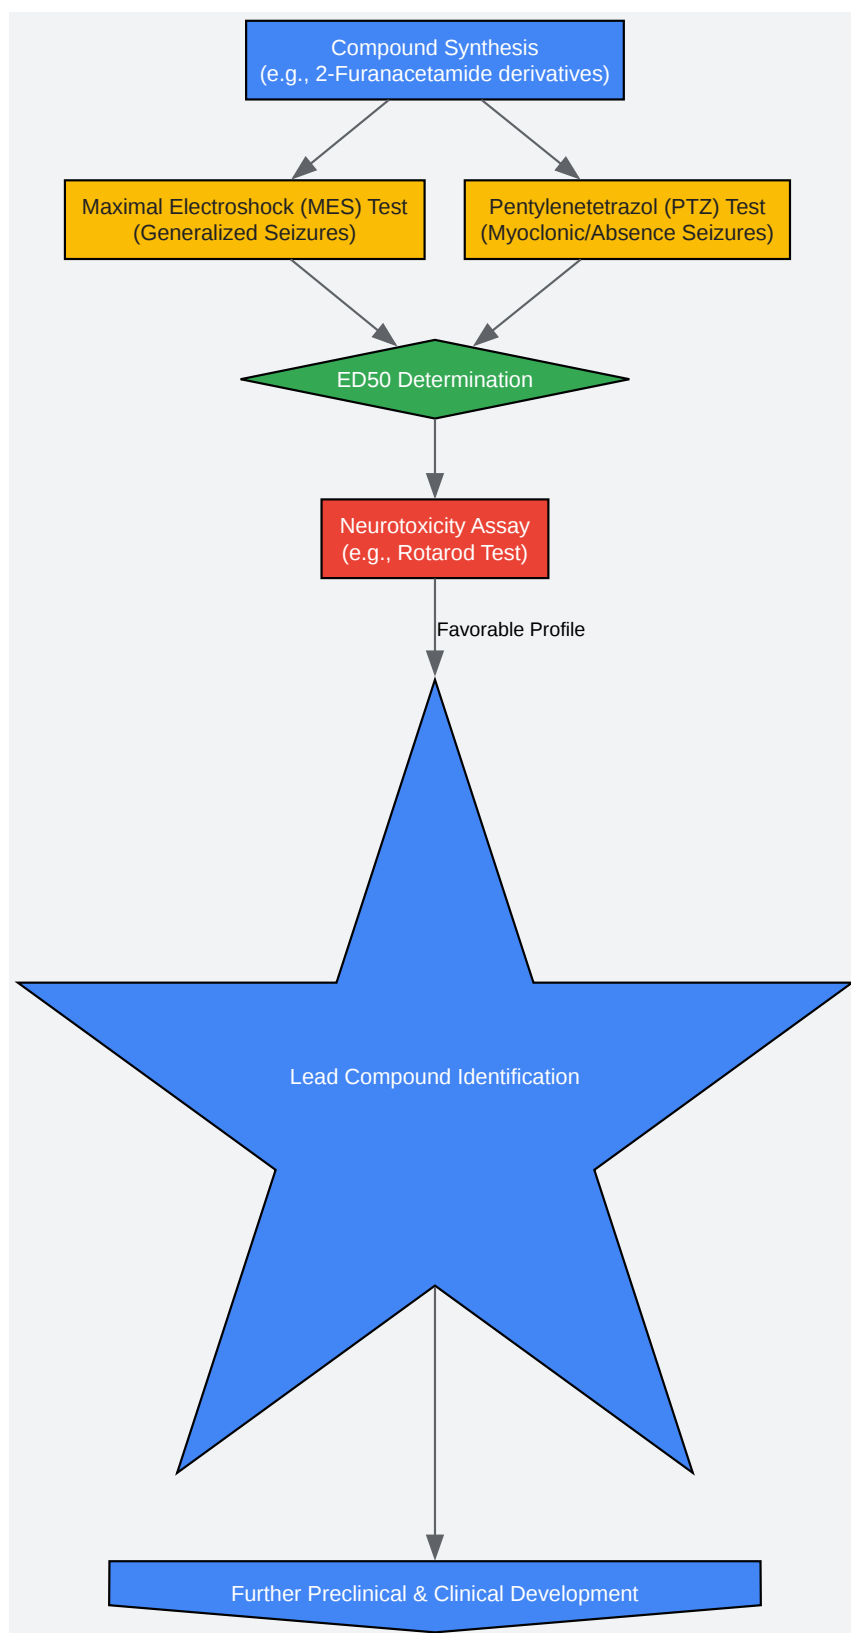 Compound Synthesis
(e.g., 2-Furanacetamide derivatives)
Maximal Electroshock (MES) Test
(Generalized Seizures)
Pentylenetetrazol (PTZ) Test
(Myoclonic/Absence Seizures)
ED50 Determination
Neurotoxicity Assay
(e.g., Rotarod Test)
Favorable Profile
Lead Compound Identification
Further Preclinical & Clinical Development